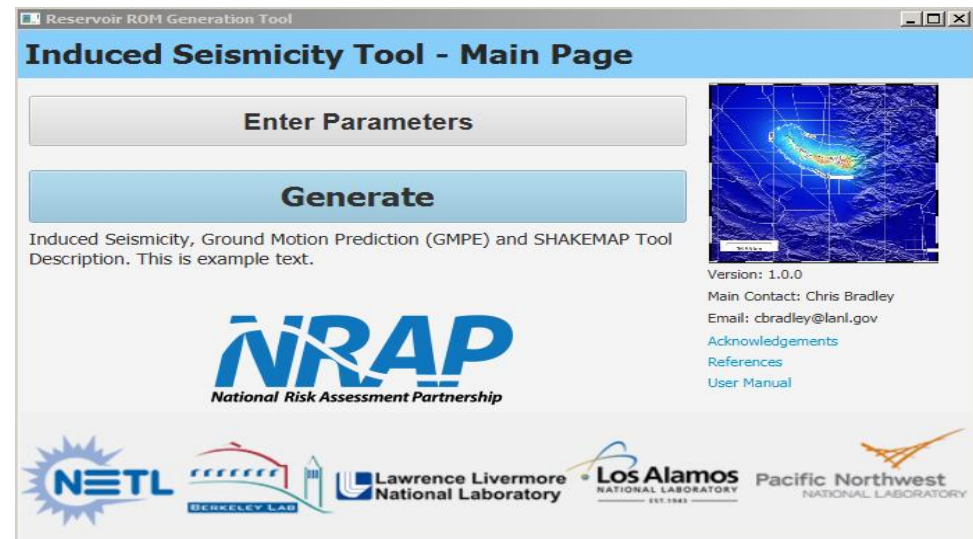 Reservoir ROM Generation Tool
Induced Seismicity Tool - Main Page
Enter Parameters
Generate
Induced Seismicity, Ground Motion Prediction (GMPE) and SHAKEMAP Tool
Description. This is example text.
Version: 1.0.0
Main Contact: Chris Bradley
Email: cbradley@lanl.gov
Acknowledgements
References
User Manual
NRAP
National Risk Assessment Partnership
NETL
BERKELEY LAB
Lawrence Livermore
National Laboratory
Los Alamos
NATIONAL LABORATORY
EST. 1943
Pacific Northwest
NATIONAL LABORATORY